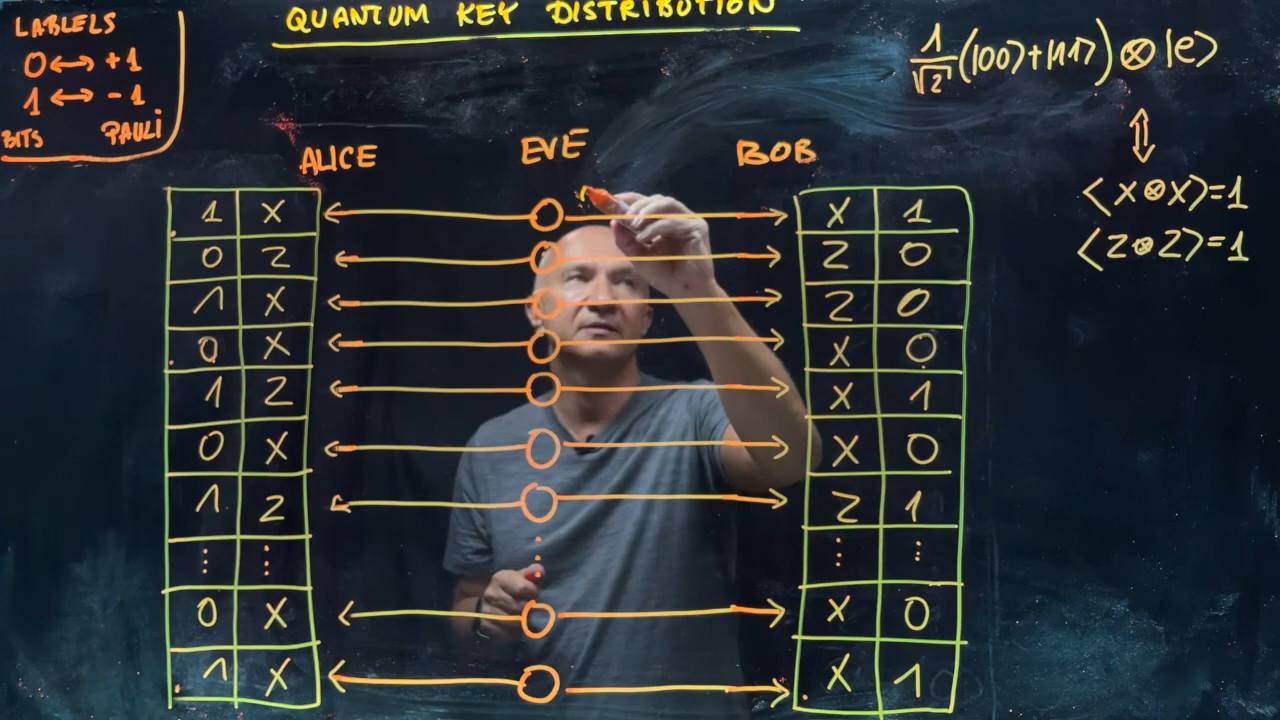 QUANTUM KEY DISTRIBUTION
LABLELS
0 ↔ +1
1 ↔ -1
BITS PAULI
1/√2 (|00⟩+|11⟩) ⊗ |e⟩
⇕
⟨X⊗X⟩=1
⟨Z⊗Z⟩=1
ALICE EVE BOB
1 X X 1
0 Z Z 0
1 X Z 0
0 X X 0
1 Z X 1
0 X X 0
1 Z Z 1
⋮ ⋮ ⋮ ⋮ ⋮
0 X X 0
1 X X 1